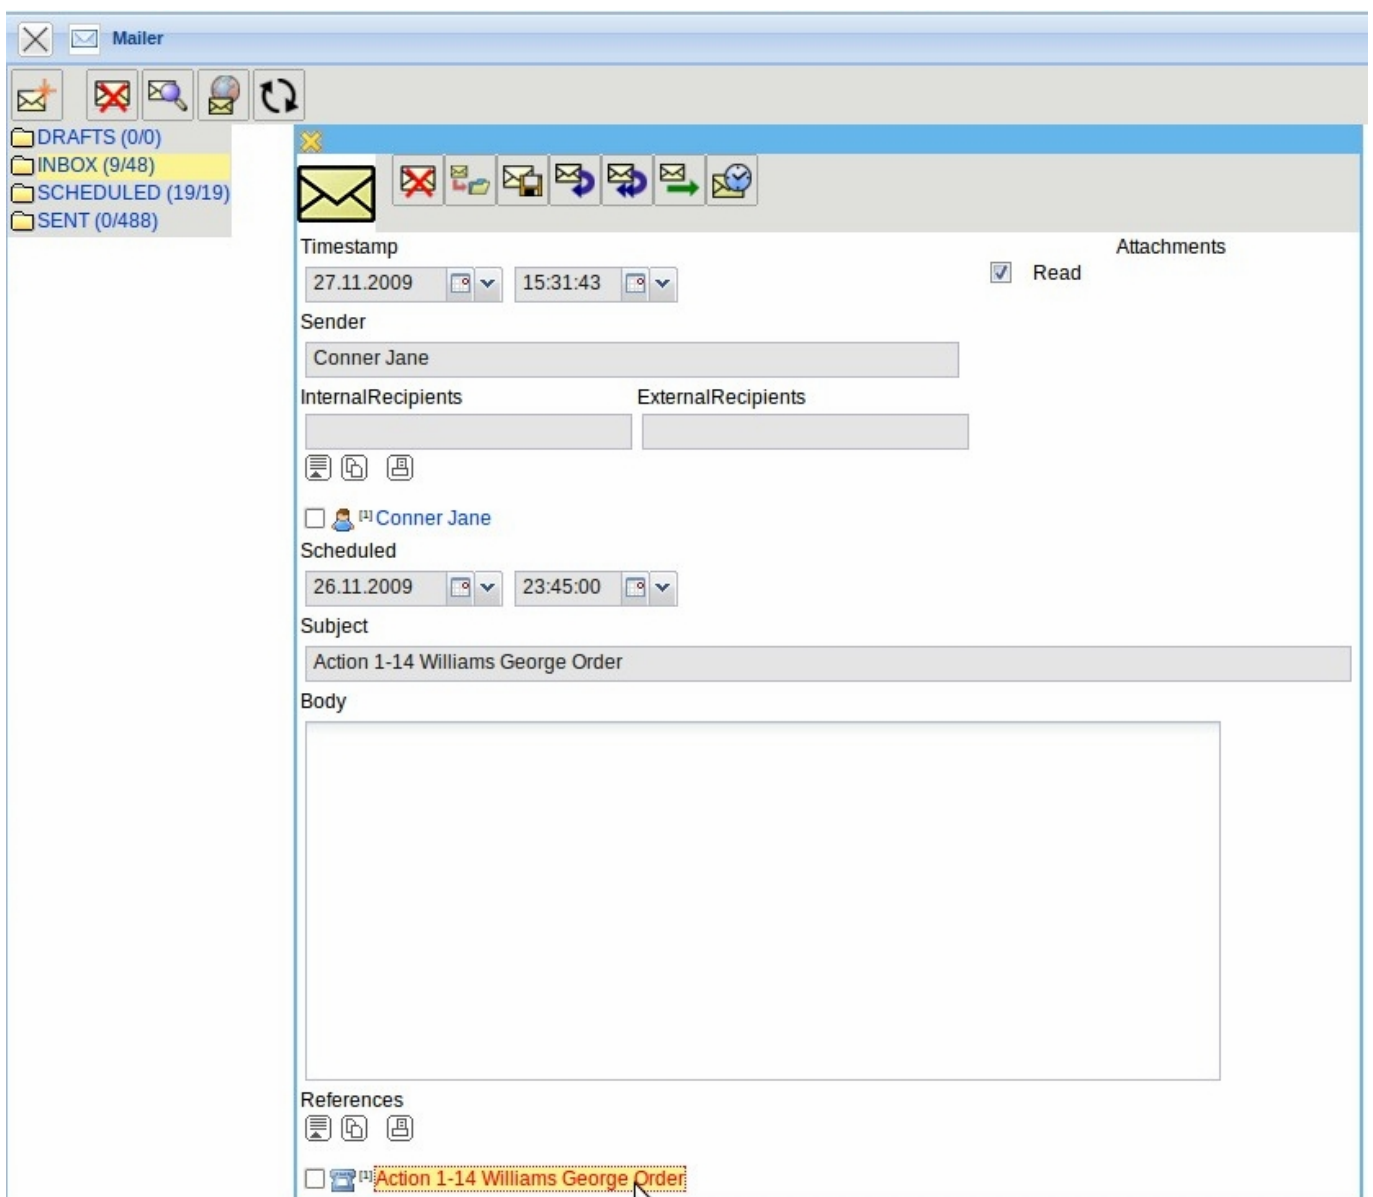 Mailer
DRAFTS (0/0)
INBOX (9/48)
SCHEDULED (19/19)
SENT (0/488)
Timestamp
Attachments
27.11.2009 15:31:43
Read
Sender
Conner Jane
InternalRecipients ExternalRecipients
[1] Conner Jane
Scheduled
26.11.2009 23:45:00
Subject
Action 1-14 Williams George Order
Body
References
[1] Action 1-14 Williams George Order